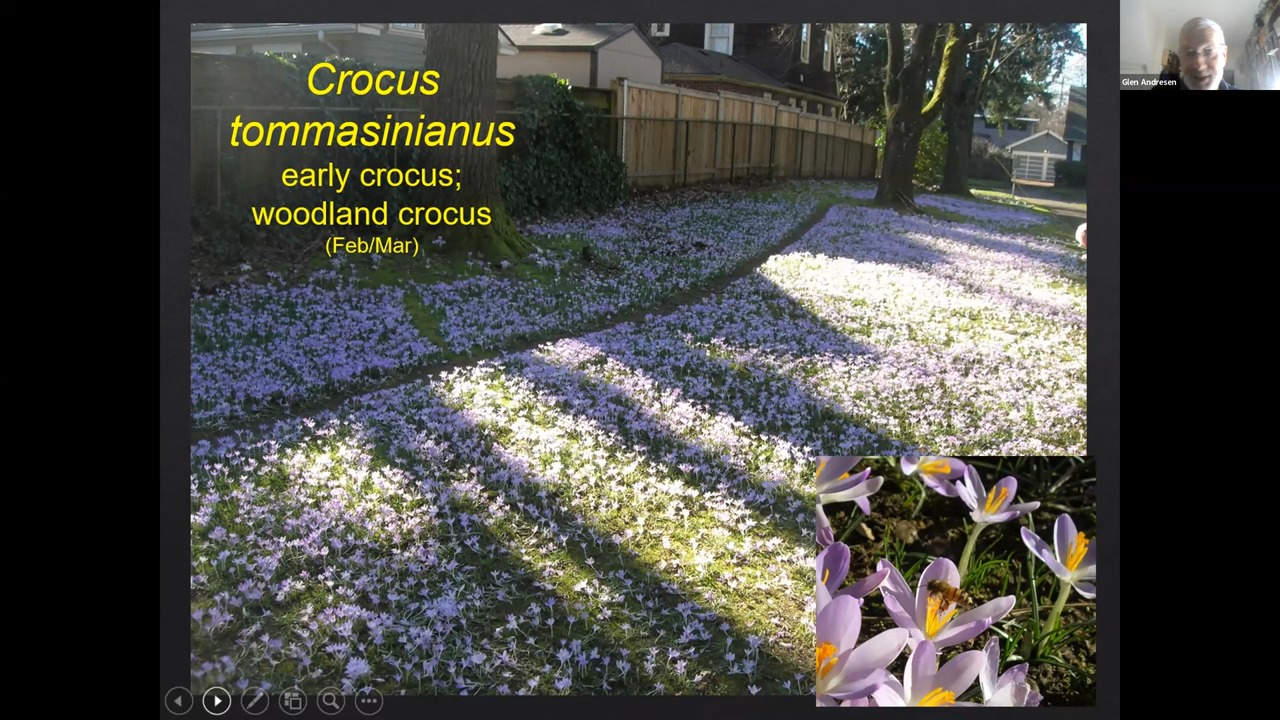 Crocus
tommasinianus
early crocus;
woodland crocus
(Feb/Mar)
Glen Andresen